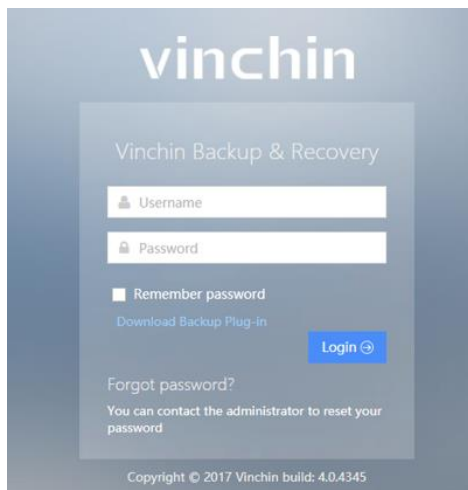 vinchin
Vinchin Backup & Recovery
Username
Password
Remember password
Download Backup Plug-in
Login
Forgot password?
You can contact the administrator to reset your
password
Copyright © 2017 Vinchin build: 4.0.4345